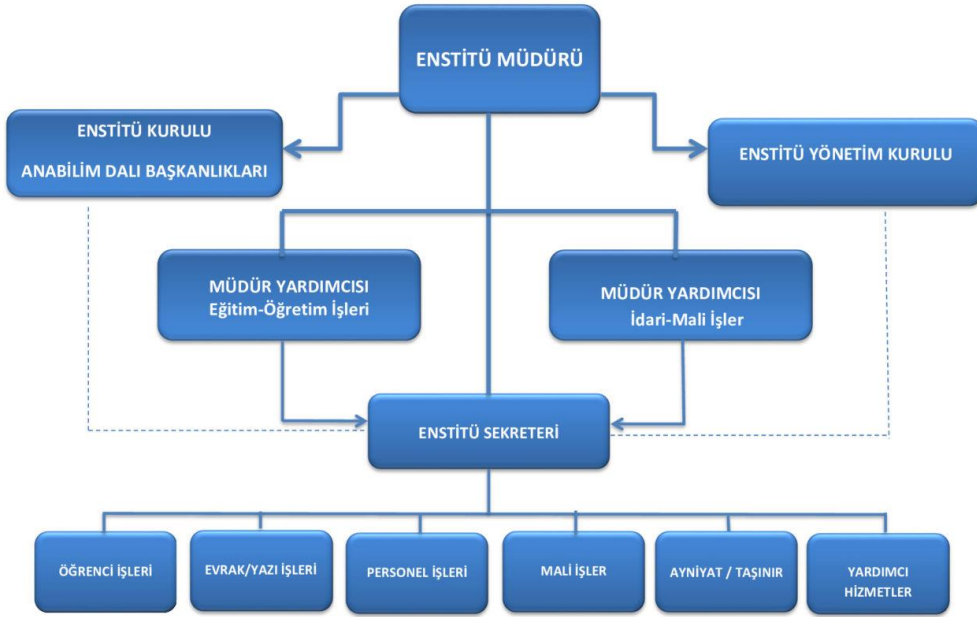 ENSTİTÜ MÜDÜRÜ
ENSTİTÜ KURULU
ANABİLİM DALI BAŞKANLIKLARI
ENSTİTÜ YÖNETİM KURULU
MÜDÜR YARDIMCISI
Eğitim-Öğretim İşleri
MÜDÜR YARDIMCISI
İdari-Mali İşler
ENSTİTÜ SEKRETERİ
ÖĞRENCİ İŞLERİ
EVRAK/YAZI İŞLERİ
PERSONEL İŞLERİ
MALİ İŞLER
AYNİYAT / TAŞINIR
YARDIMCI
HİZMETLER